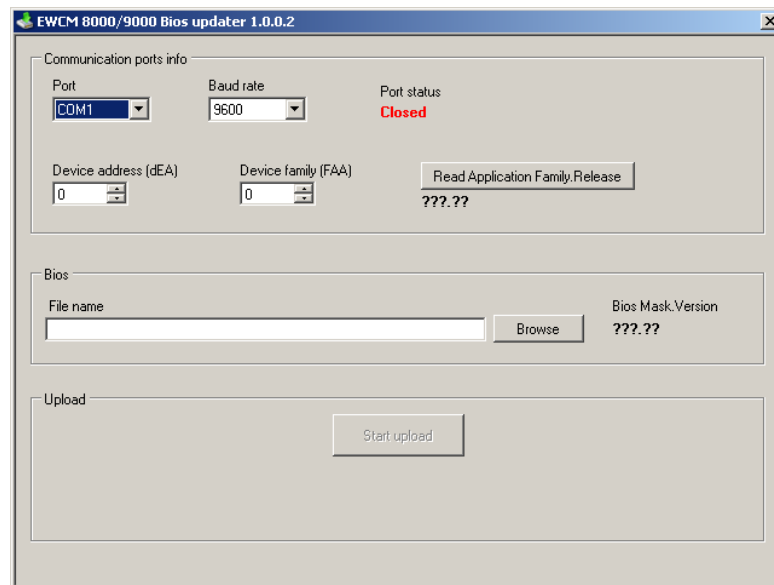 EWCM 8000/9000 Bios updater 1.0.0.2
Communication ports info
Port
Baud rate
Port status
COM1
9600
Closed
Device address (dEA)
Device family (FAA)
Read Application Family.Release
0
0
???.??
Bios
File name
Bios Mask.Version
Browse
???.??
Upload
Start upload